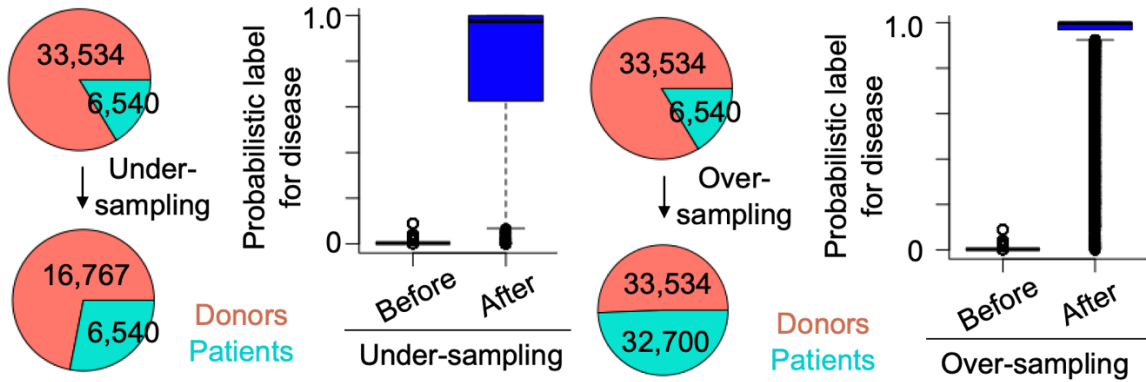 33,534
6,540
Under-
sampling
16,767
6,540
Donors
Patients
Probabilistic label
for disease
1.0
0
Before
After
Under-sampling
33,534
6,540
Over-
sampling
33,534
32,700
Donors
Patients
Probabilistic label
for disease
1.0
0
Before
After
Over-sampling